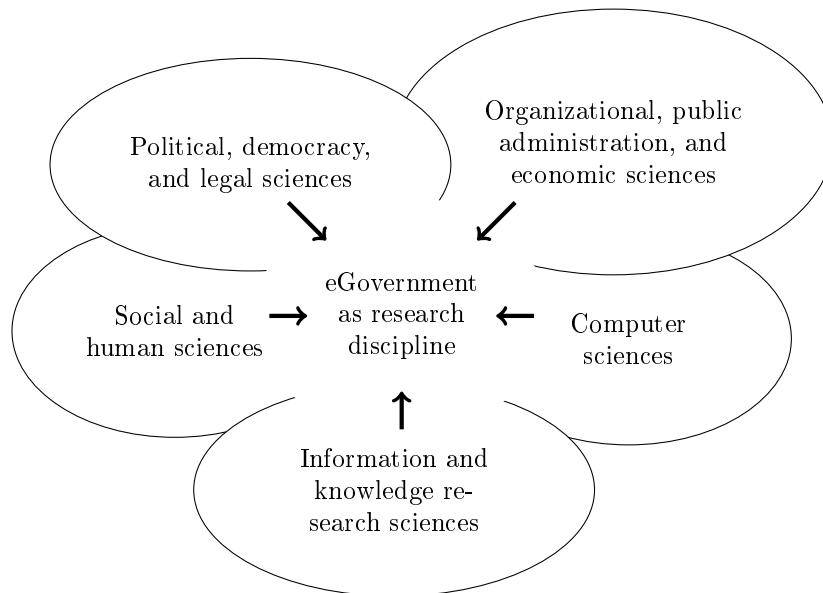 Political, democracy,
and legal sciences
Organizational, public
administration, and
economic sciences
eGovernment
as research
discipline
Social and
human sciences
Computer
sciences
Information and
knowledge re-
search sciences